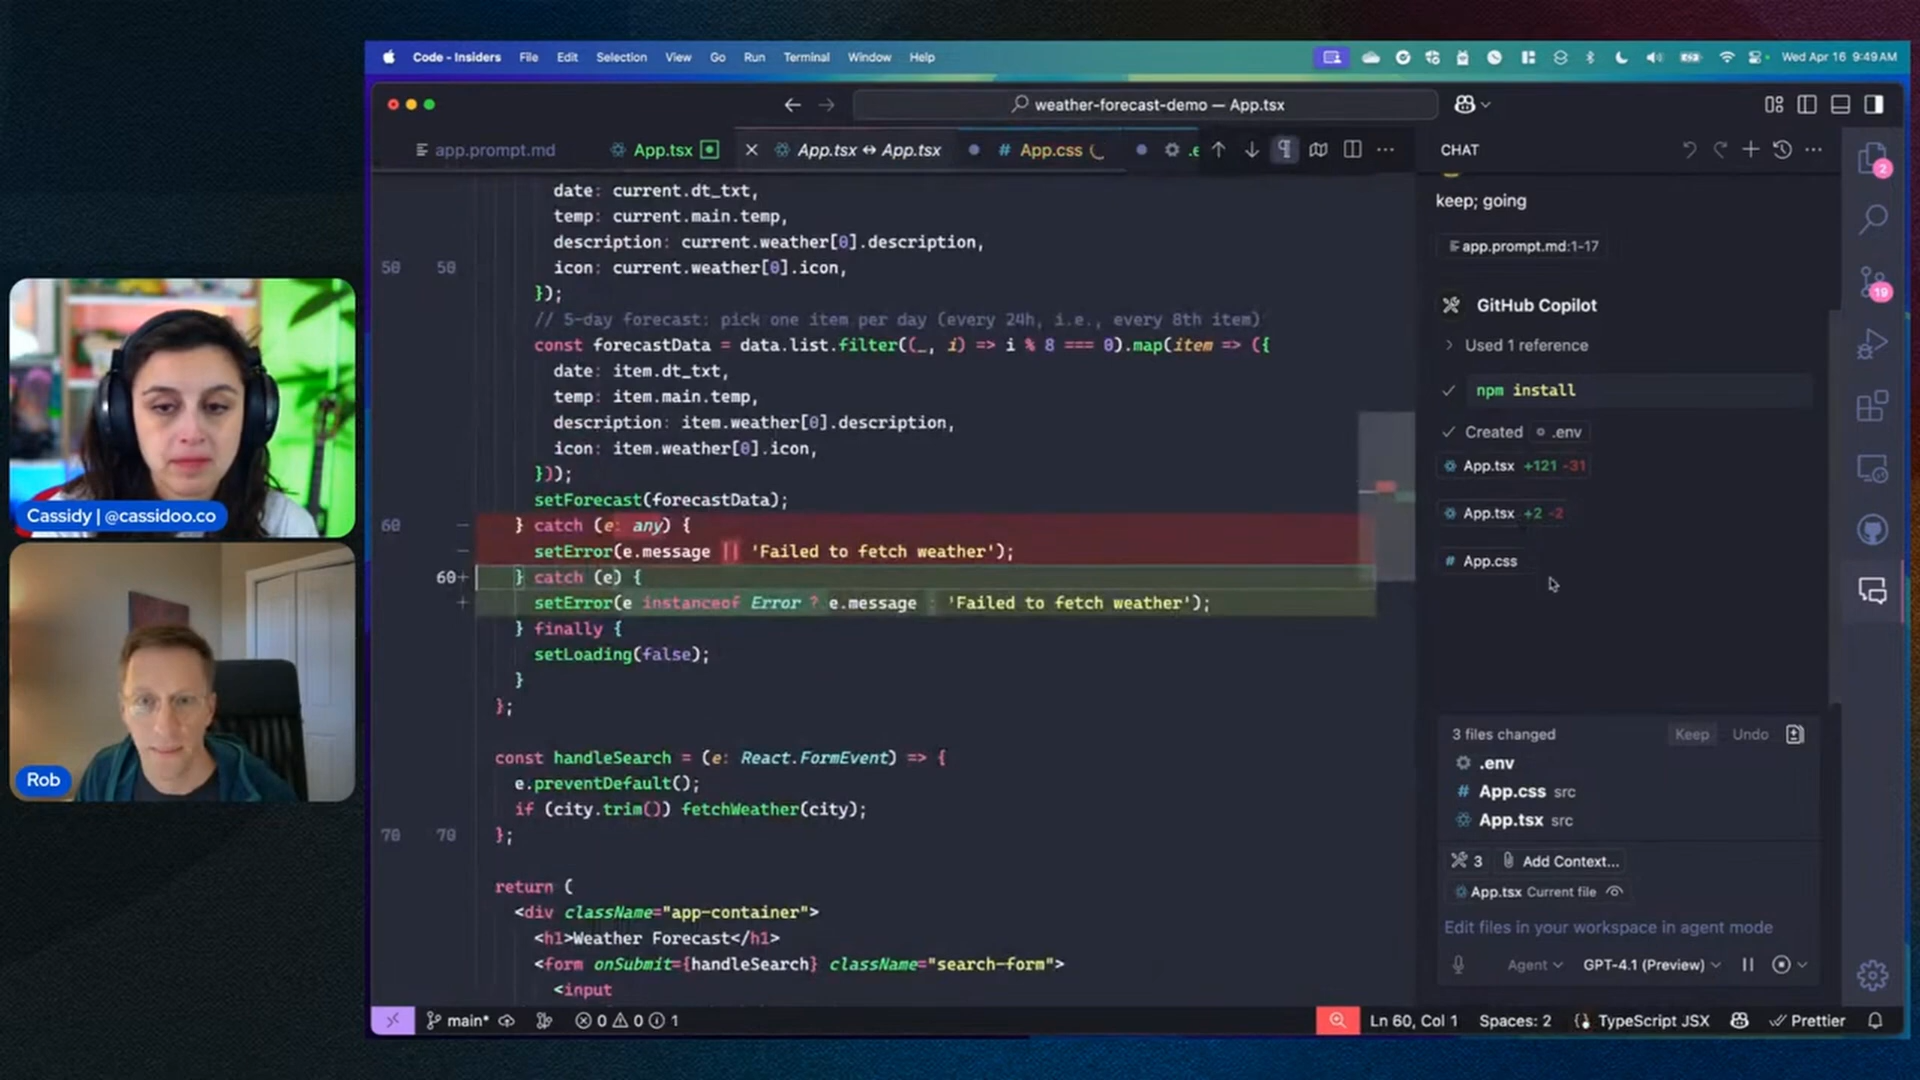 Code - Insiders File Edit Selection View Go Run Terminal Window Help
Wed Apr 16 9:49 AM
weather-forecast-demo — App.tsx
app.prompt.md
App.tsx
App.tsx ↔ App.tsx
# App.css
.e
date: current.dt_txt,
temp: current.main.temp,
description: current.weather[0].description,
50 50 icon: current.weather[0].icon,
});
// 5-day forecast: pick one item per day (every 24h, i.e., every 8th item)
const forecastData = data.list.filter((_, i) => i % 8 === 0).map(item => ({
date: item.dt_txt,
temp: item.main.temp,
description: item.weather[0].description,
icon: item.weather[0].icon,
}));
setForecast(forecastData);
60 − } catch (e: any) {
− setError(e.message || 'Failed to fetch weather');
60+ } catch (e) {
+ setError(e instanceof Error ? e.message : 'Failed to fetch weather');
} finally {
setLoading(false);
}
};
const handleSearch = (e: React.FormEvent) => {
e.preventDefault();
if (city.trim()) fetchWeather(city);
70 70 };
return (
<div className="app-container">
<h1>Weather Forecast</h1>
<form onSubmit={handleSearch} className="search-form">
<input
CHAT
keep; going
app.prompt.md:1-17
GitHub Copilot
Used 1 reference
npm install
Created .env
App.tsx +121 -31
App.tsx +2 -2
# App.css
3 files changed Keep Undo
.env
# App.css src
App.tsx src
3 Add Context...
App.tsx Current file
Edit files in your workspace in agent mode
Agent GPT-4.1 (Preview)
2
19
main* 0 0 1
Ln 60, Col 1 Spaces: 2 TypeScript JSX Prettier
Cassidy | @cassidoo.co
Rob